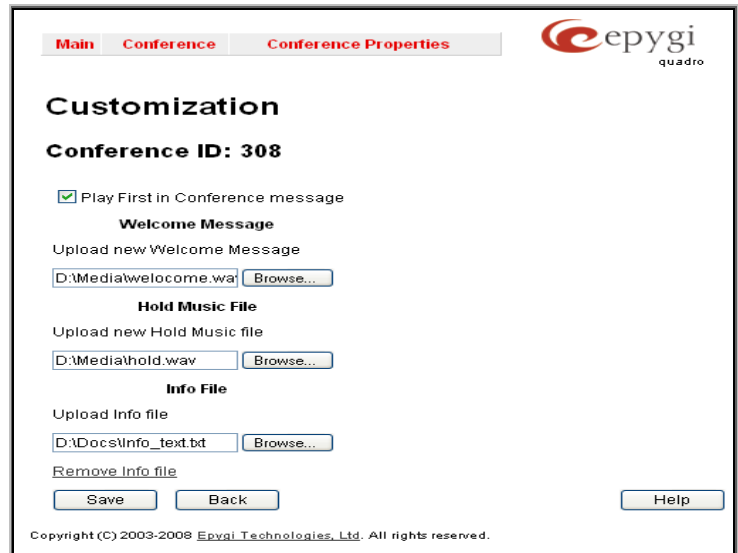 Main Conference Conference Properties
epygi
quadro
Customization
Conference ID: 308
Play First in Conference message
Welcome Message
Upload new Welcome Message
D:\Media\welocome.wa Browse...
Hold Music File
Upload new Hold Music file
D:\Media\hold.wav Browse...
Info File
Upload Info file
D:\Docs\Info_text.txt Browse...
Remove Info file
Save Back Help
Copyright (C) 2003-2008 Epygi Technologies, Ltd. All rights reserved.